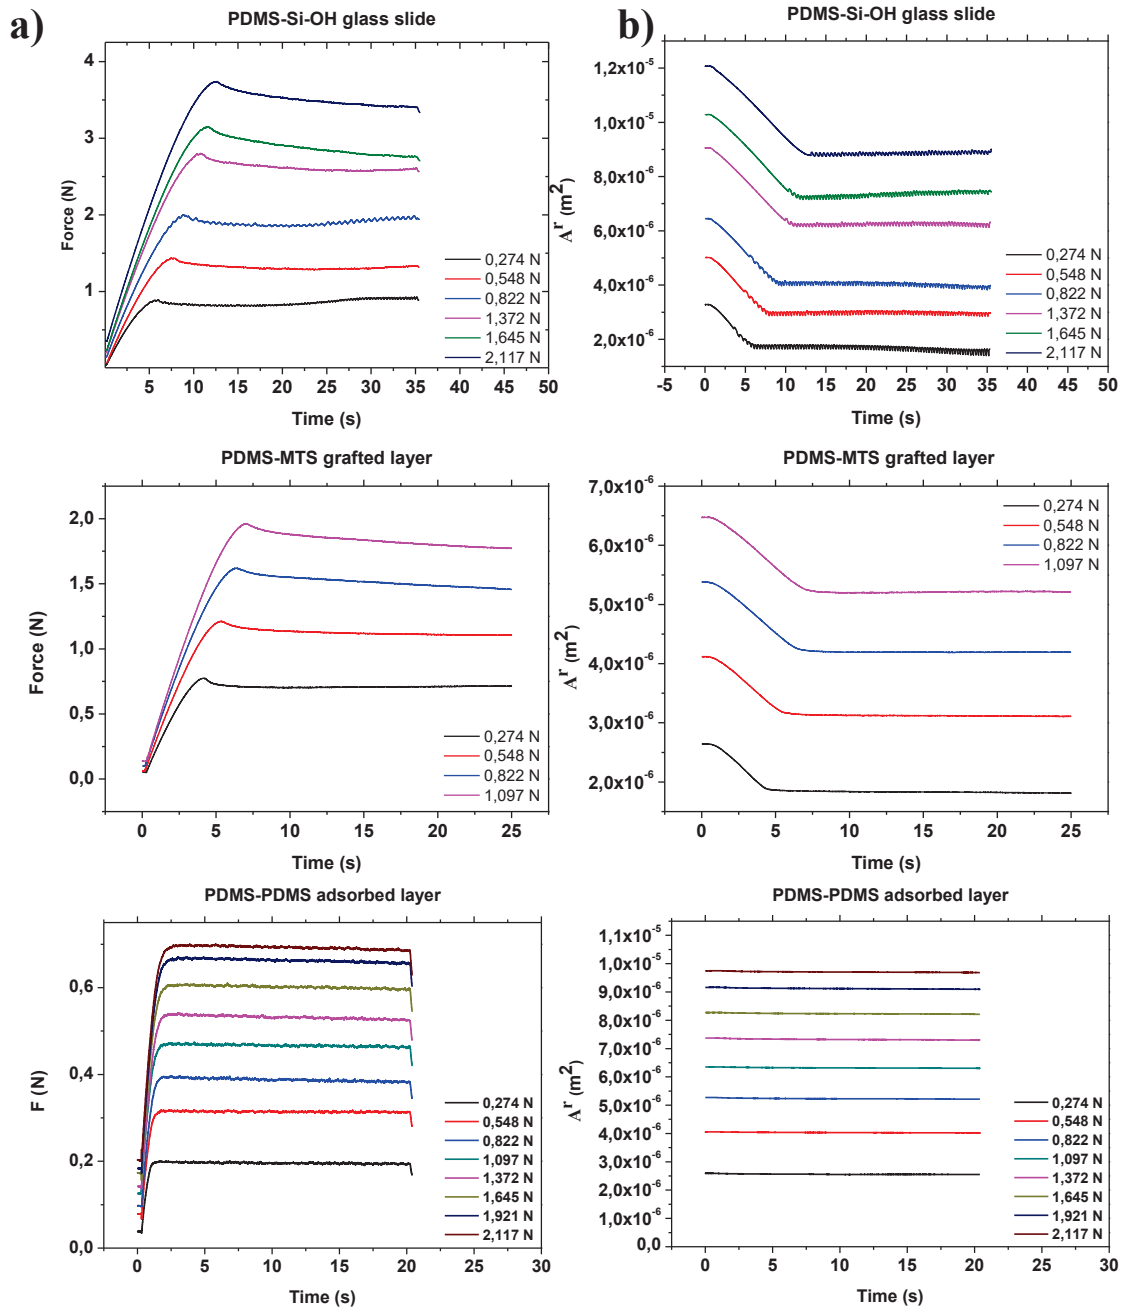 a)
PDMS-Si-OH glass slide
Force (N)
4
3
2
1
5 10 15 20 25 30 35 40 45 50
Time (s)
0,274 N
0,548 N
0,822 N
1,372 N
1,645 N
2,117 N
b)
PDMS-Si-OH glass slide
A^r (m²)
1,2x10⁻⁵
1,0x10⁻⁵
8,0x10⁻⁶
6,0x10⁻⁶
4,0x10⁻⁶
2,0x10⁻⁶
-5 0 5 10 15 20 25 30 35 40 45 50
Time (s)
0,274 N
0,548 N
0,822 N
1,372 N
1,645 N
2,117 N
PDMS-MTS grafted layer
Force (N)
2,0
1,5
1,0
0,5
0,0
0 5 10 15 20 25
Time (s)
0,274 N
0,548 N
0,822 N
1,097 N
PDMS-MTS grafted layer
A^r (m²)
7,0x10⁻⁶
6,0x10⁻⁶
5,0x10⁻⁶
4,0x10⁻⁶
3,0x10⁻⁶
2,0x10⁻⁶
0 5 10 15 20 25
Time (s)
0,274 N
0,548 N
0,822 N
1,097 N
PDMS-PDMS adsorbed layer
F (N)
0,6
0,4
0,2
0,0
0 5 10 15 20 25 30
Time (s)
0,274 N
0,548 N
0,822 N
1,097 N
1,372 N
1,645 N
1,921 N
2,117 N
PDMS-PDMS adsorbed layer
A^r (m²)
1,1x10⁻⁵
1,0x10⁻⁵
9,0x10⁻⁶
8,0x10⁻⁶
7,0x10⁻⁶
6,0x10⁻⁶
5,0x10⁻⁶
4,0x10⁻⁶
3,0x10⁻⁶
2,0x10⁻⁶
1,0x10⁻⁶
0,0
0 5 10 15 20 25 30
Time (s)
0,274 N
0,548 N
0,822 N
1,097 N
1,372 N
1,645 N
1,921 N
2,117 N